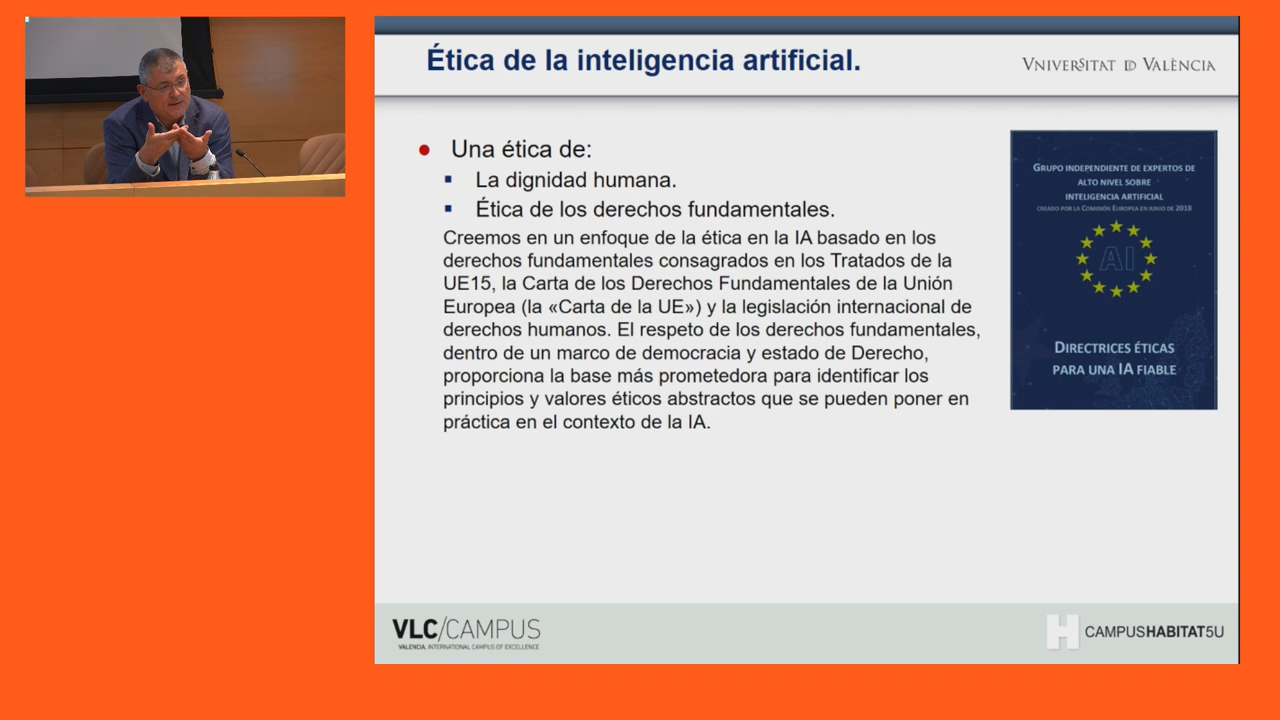 Ética de la inteligencia artificial.
VNIVERSITAT ID VALÈNCIA
Una ética de:
La dignidad humana.
Ética de los derechos fundamentales.
Creemos en un enfoque de la ética en la IA basado en los
derechos fundamentales consagrados en los Tratados de la
UE15, la Carta de los Derechos Fundamentales de la Unión
Europea (la «Carta de la UE») y la legislación internacional de
derechos humanos. El respeto de los derechos fundamentales,
dentro de un marco de democracia y estado de Derecho,
proporciona la base más prometedora para identificar los
principios y valores éticos abstractos que se pueden poner en
práctica en el contexto de la IA.
GRUPO INDEPENDIENTE DE EXPERTOS DE
ALTO NIVEL SOBRE
INTELIGENCIA ARTIFICIAL
CREADO POR LA COMISIÓN EUROPEA EN JUNIO DE 2018
AI
DIRECTRICES ÉTICAS
PARA UNA IA FIABLE
VLC/CAMPUS
VALENCIA. INTERNATIONAL CAMPUS OF EXCELLENCE
H CAMPUSHABITAT5U